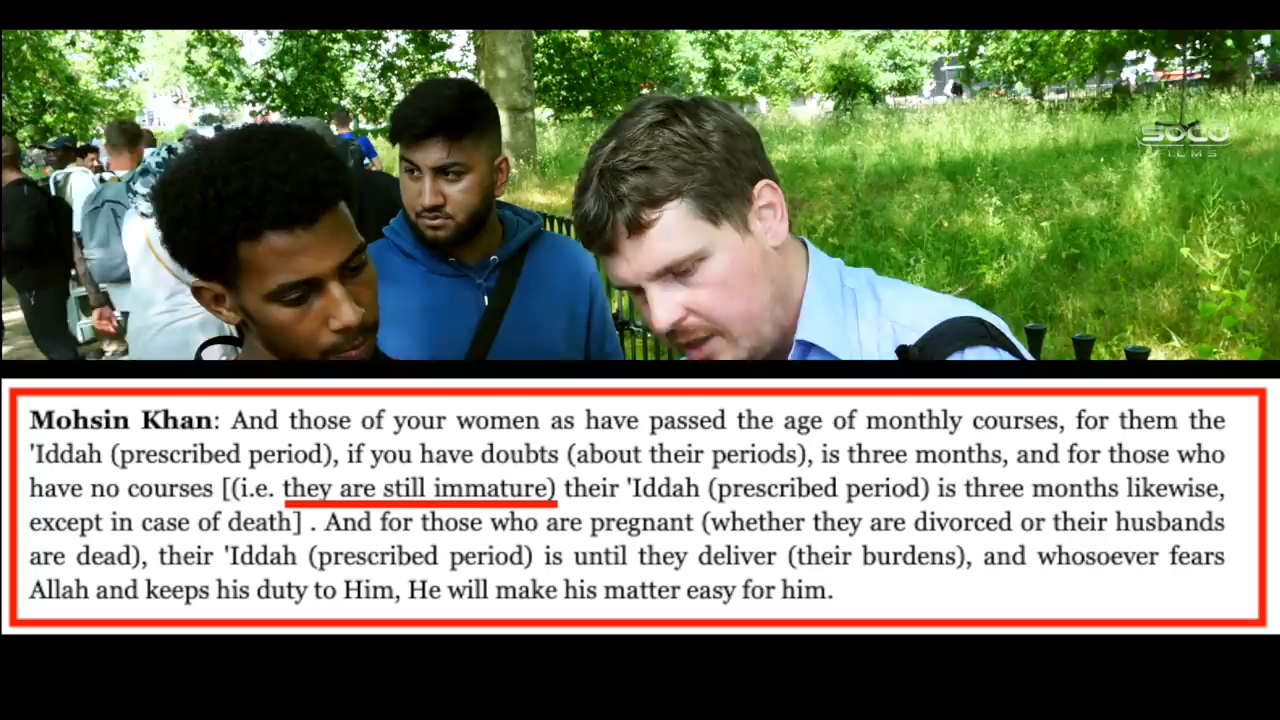 SOCO
FILMS
Mohsin Khan: And those of your women as have passed the age of monthly courses, for them the
'Iddah (prescribed period), if you have doubts (about their periods), is three months, and for those who
have no courses [(i.e. they are still immature) their 'Iddah (prescribed period) is three months likewise,
except in case of death] . And for those who are pregnant (whether they are divorced or their husbands
are dead), their 'Iddah (prescribed period) is until they deliver (their burdens), and whosoever fears
Allah and keeps his duty to Him, He will make his matter easy for him.